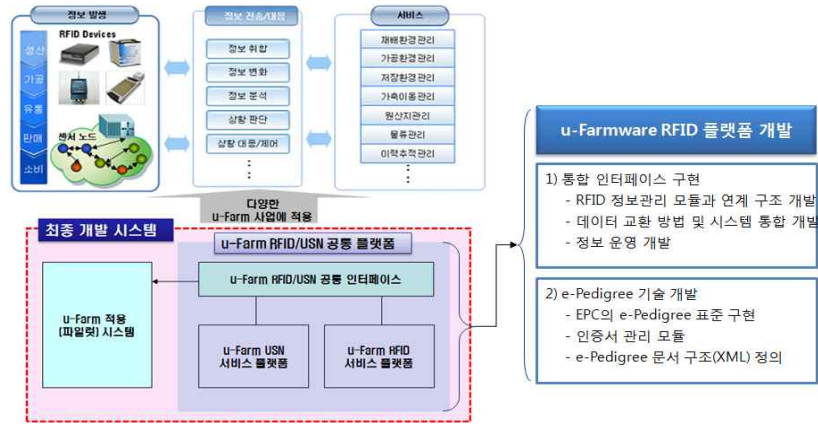 정보 발생
RFID Devices
생산
가공
유통
판매
소비
센서 노드
정보 전송/대응
정보 취합
정보 변화
정보 분석
상황 판단
상황 대응/제어
서비스
재배환경관리
가공환경관리
저장환경관리
가축이동관리
원산지관리
물류관리
이력추적관리
다양한
u-Farm 사업에 적용
최종 개발 시스템
u-Farm RFID/USN 공통 플랫폼
u-Farm RFID/USN 공통 인터페이스
u-Farm 적용
(파일럿) 시스템
u-Farm USN
서비스 플랫폼
u-Farm RFID
서비스 플랫폼
u-Farmware RFID 플랫폼 개발
1) 통합 인터페이스 구현
- RFID 정보관리 모듈과 연계 구조 개발
- 데이터 교환 방법 및 시스템 통합 개발
- 정보 운영 개발
2) e-Pedigree 기술 개발
- EPC의 e-Pedigree 표준 구현
- 인증서 관리 모듈
- e-Pedigree 문서 구조(XML) 정의